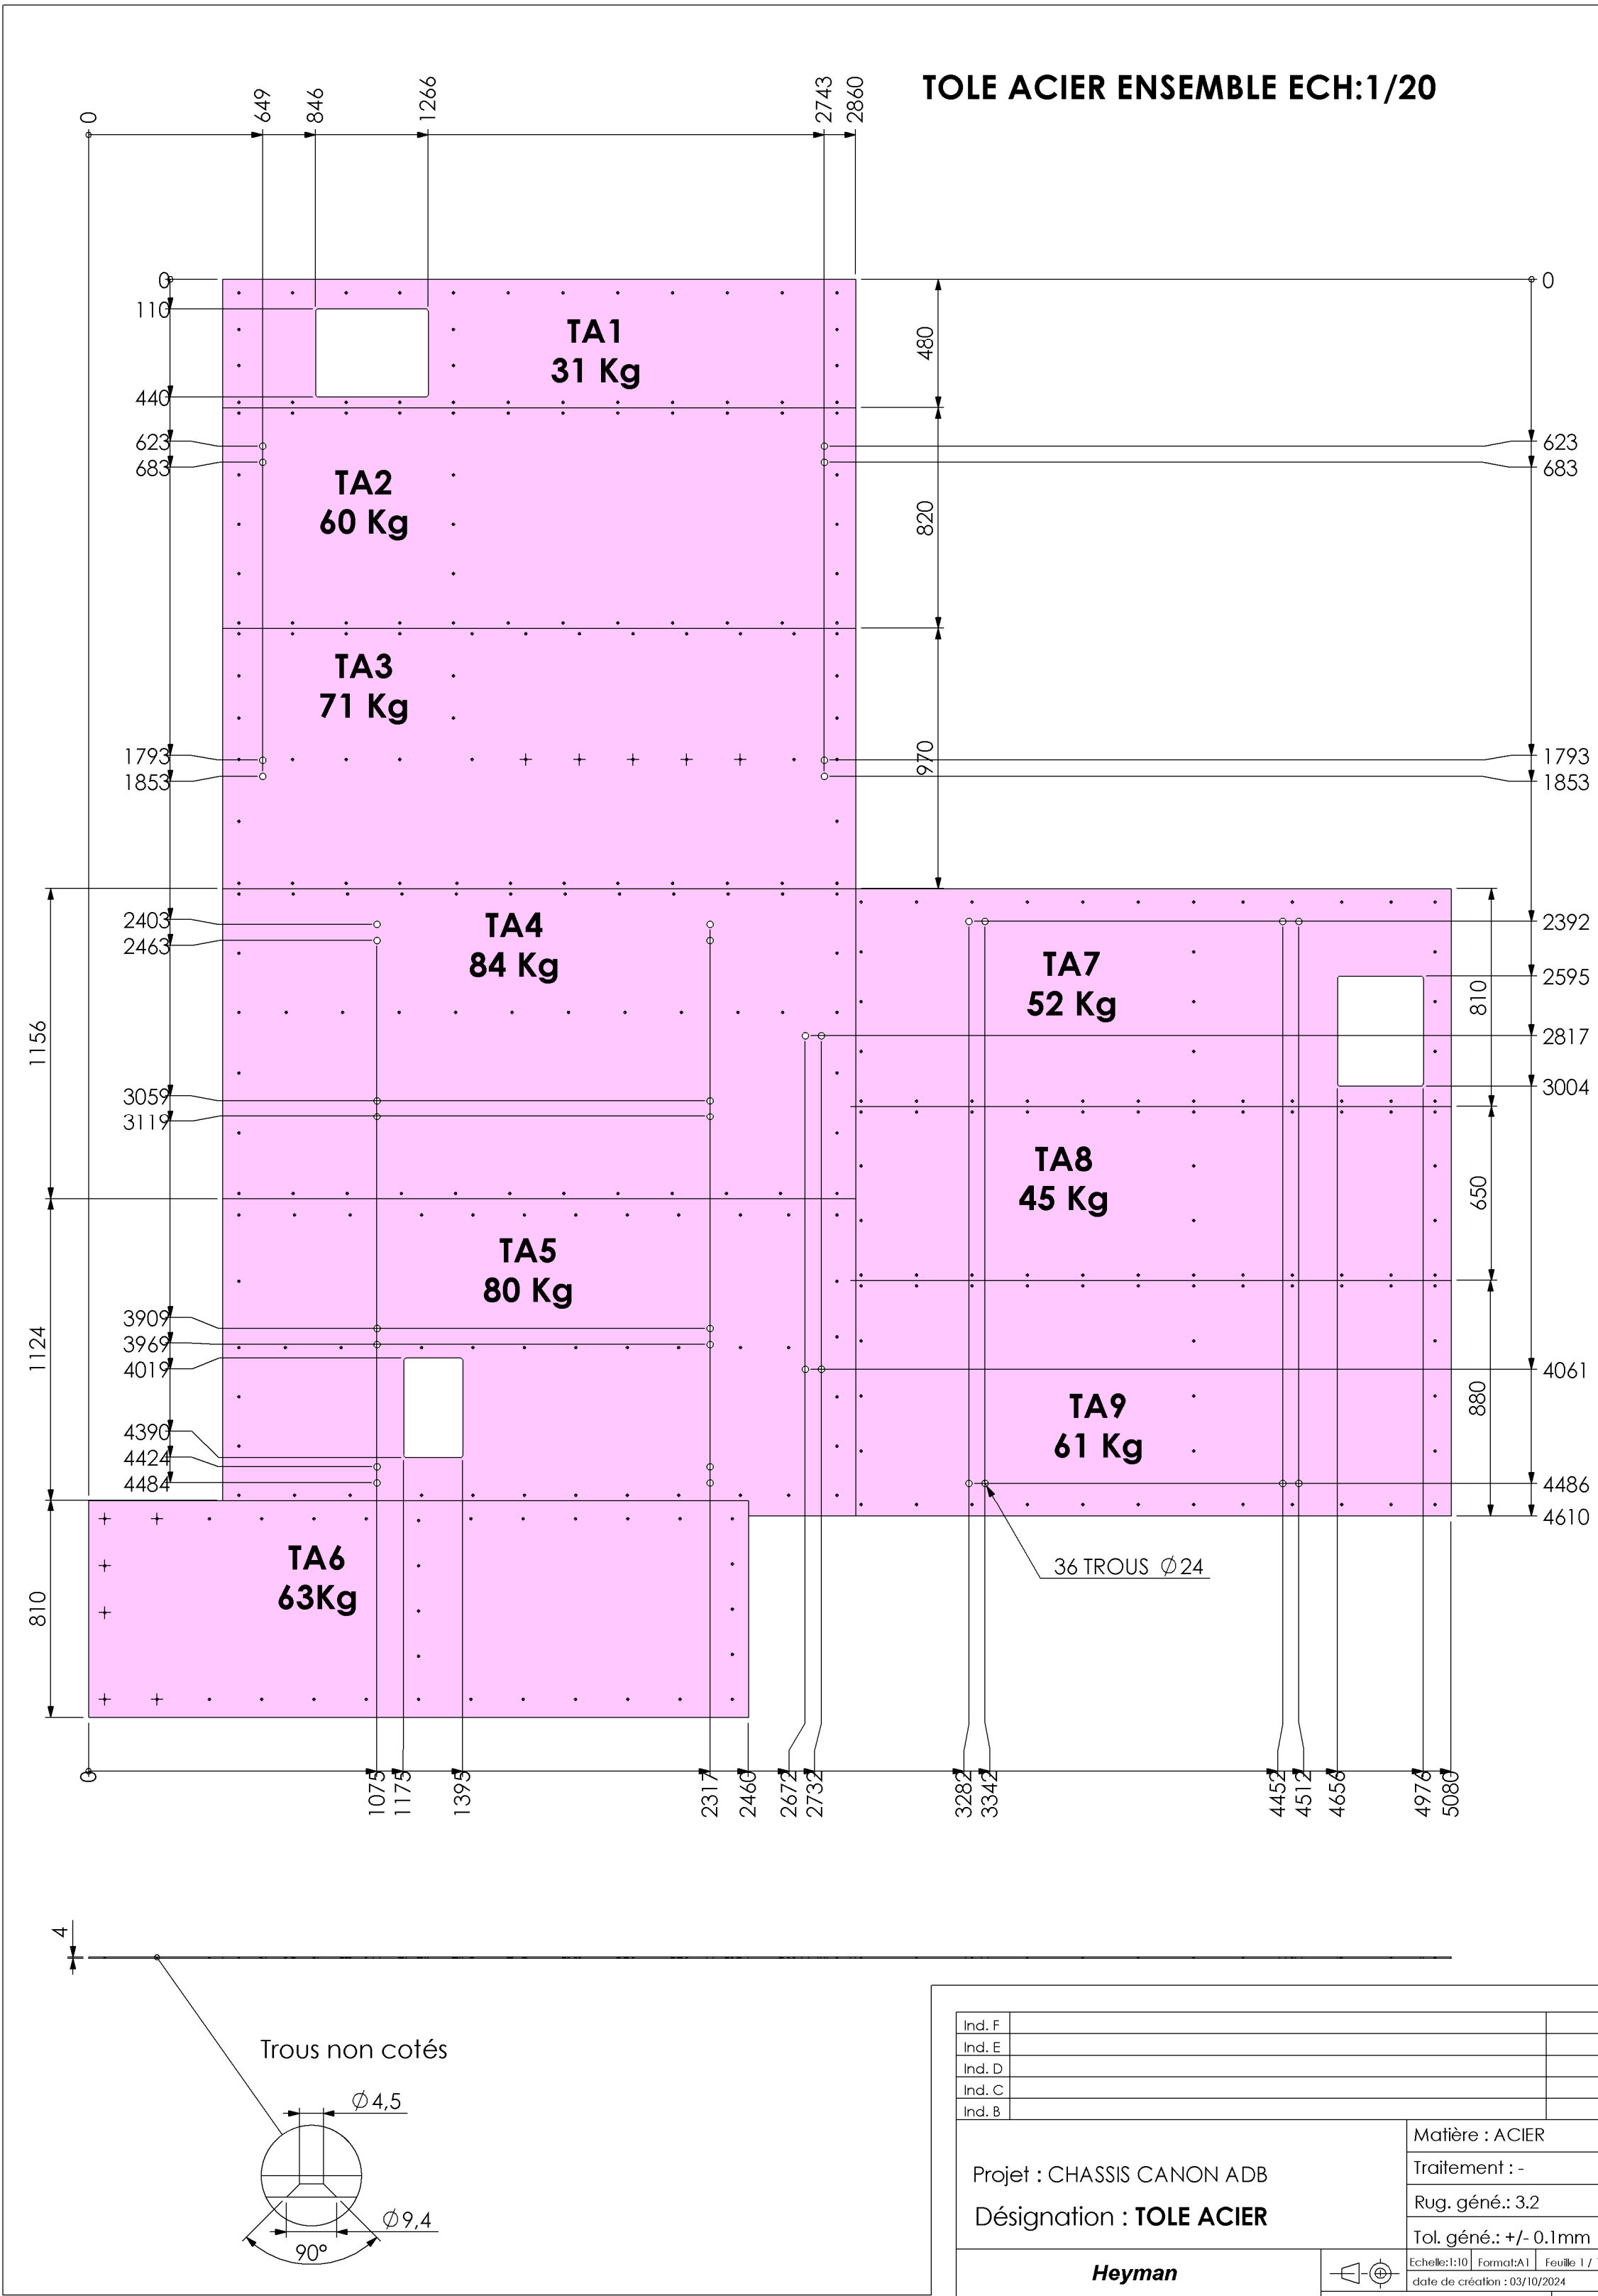 TOLE ACIER ENSEMBLE ECH:1/20
0
649
846
1266
2743
2860
0
110
440
623
683
1793
1853
2403
2463
3059
3119
3909
3969
4019
4390
4424
4484
1156
1124
810
TA1
31 Kg
TA2
60 Kg
TA3
71 Kg
TA4
84 Kg
TA5
80 Kg
TA6
63Kg
TA7
52 Kg
TA8
45 Kg
TA9
61 Kg
480
820
970
810
650
880
0
623
683
1793
1853
2392
2595
2817
3004
4061
4486
4610
36 TROUS Ø24
0
1075
1175
1395
2317
2460
2672
2732
3282
3342
4452
4512
4656
4976
5080
4
Trous non cotés
Ø4,5
Ø9,4
90°
Ind. F
Ind. E
Ind. D
Ind. C
Ind. B
Projet : CHASSIS CANON ADB
Désignation : TOLE ACIER
Heyman
Matière : ACIER
Traitement : -
Rug. géné.: 3.2
Tol. géné.: +/- 0.1mm
Echelle:1:10
Format:A1
Feuille 1 /
date de création : 03/10/2024